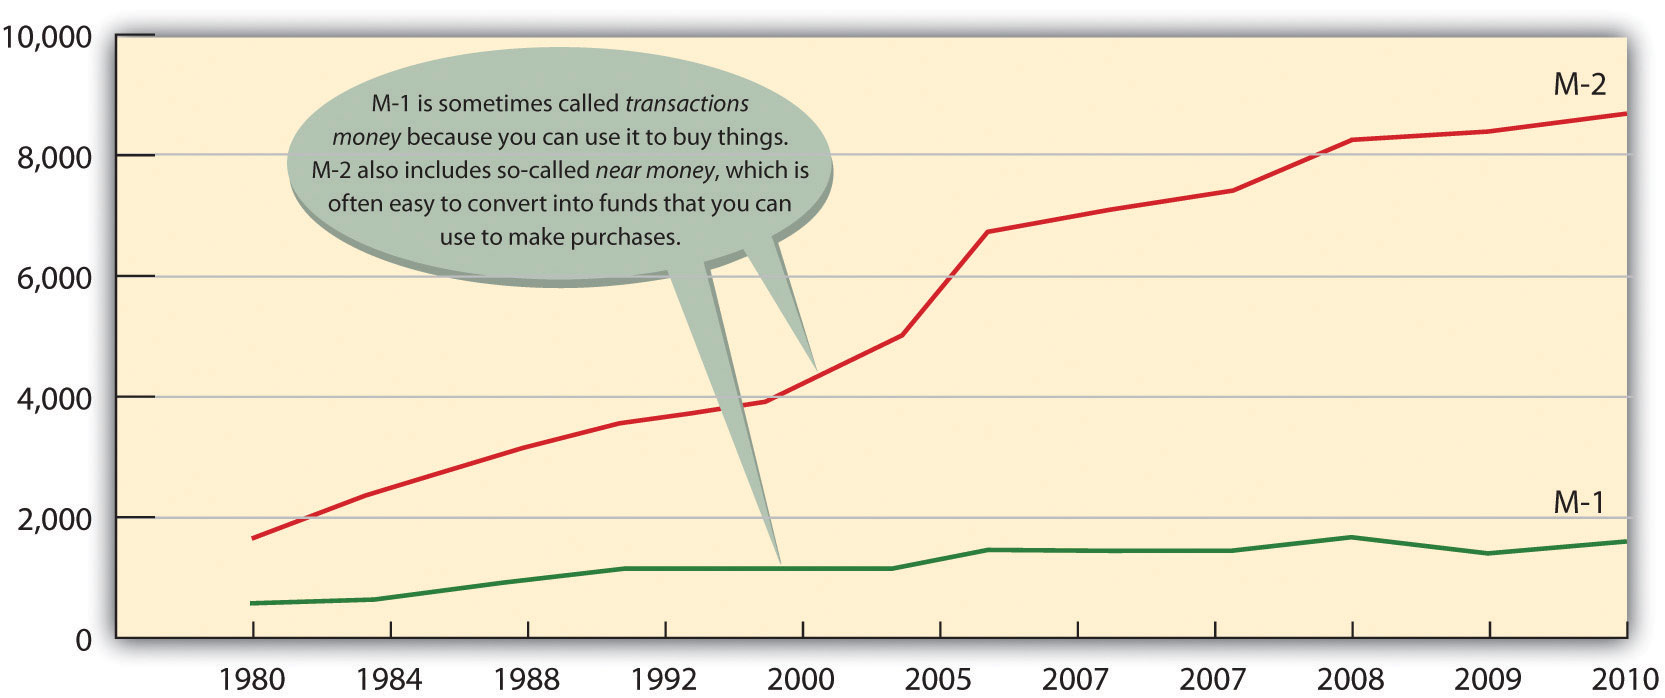 10,000
M-2
M-1 is sometimes called transactions
money because you can use it to buy things.
8,000
M-2 also includes so-called near money, which is
often easy to convert into funds that you can
use to make purchases.
6,000
4,000
2,000
M-1
0
1980 1984 1988 1992 2000 2005 2007 2007 2008 2009 2010